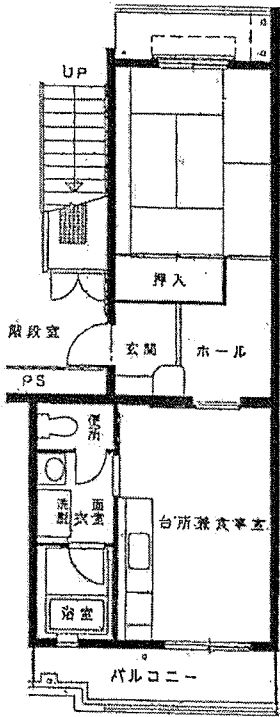 UP
押入
階段室
玄関
ホール
PS
便所
洗面
脱衣室
台所兼食事室
浴室
バルコニー